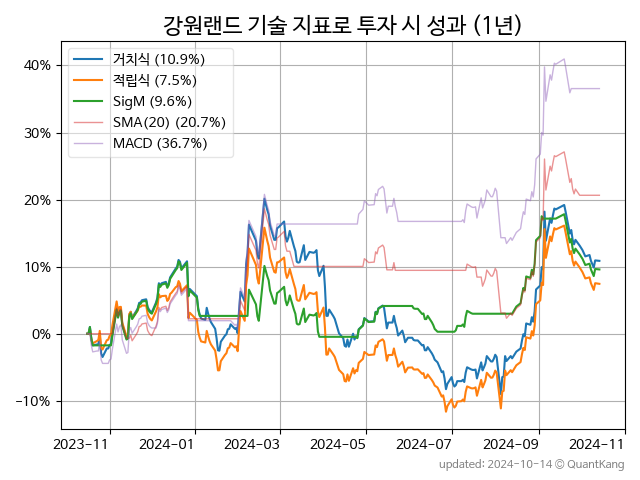 강원랜드 기술 지표로 투자 시 성과 (1년)
거치식 (10.9%)
적립식 (7.5%)
SigM (9.6%)
SMA(20) (20.7%)
MACD (36.7%)
40%
30%
20%
10%
0%
−10%
2023-11 2024-01 2024-03 2024-05 2024-07 2024-09 2024-11
updated: 2024-10-14 © QuantKang